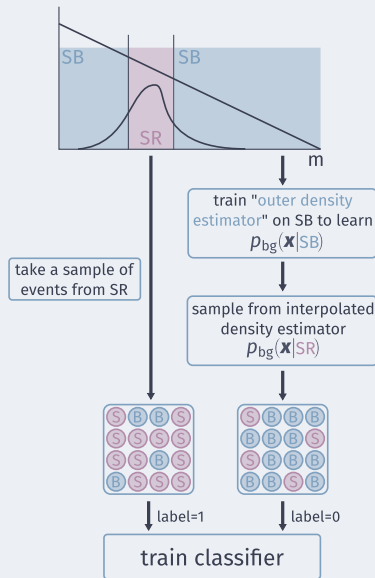 SB
SB
SR
m
train "outer density
estimator" on SB to learn
p_bg(x|SB)
take a sample of
events from SR
sample from interpolated
density estimator
p_bg(x|SR)
S B B S
S S S S
S S B S
B S S S
S B B B
B B B S
B B B B
B B S B
label=1
label=0
train classifier